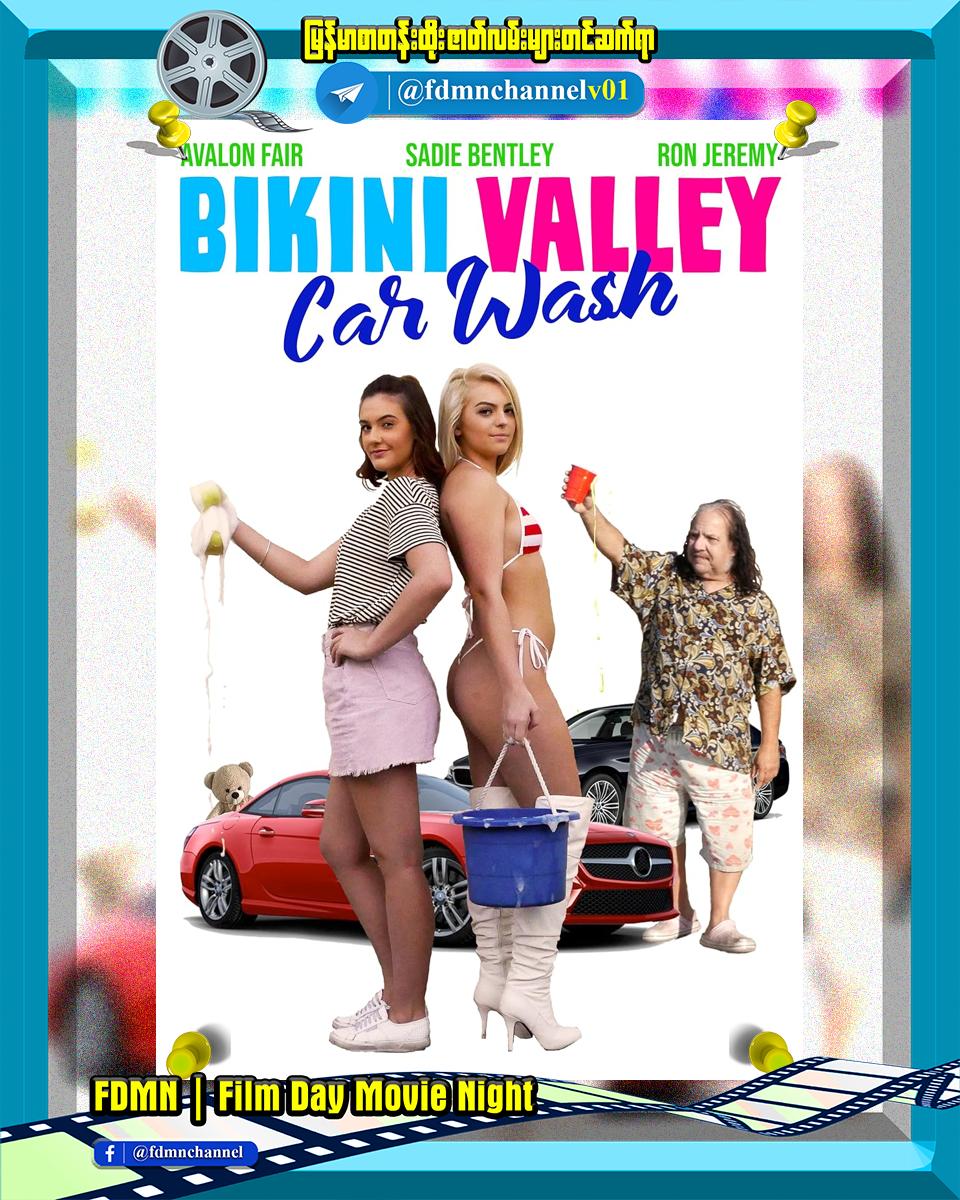 မြန်မာစာတန်းထိုးဇာတ်လမ်းများတင်ဆက်ရာ
@fdmnchannelv01
AVALON FAIR SADIE BENTLEY RON JEREMY
BIKINI VALLEY
Car Wash
FDMN | Film Day Movie Night
f | @fdmnchannel